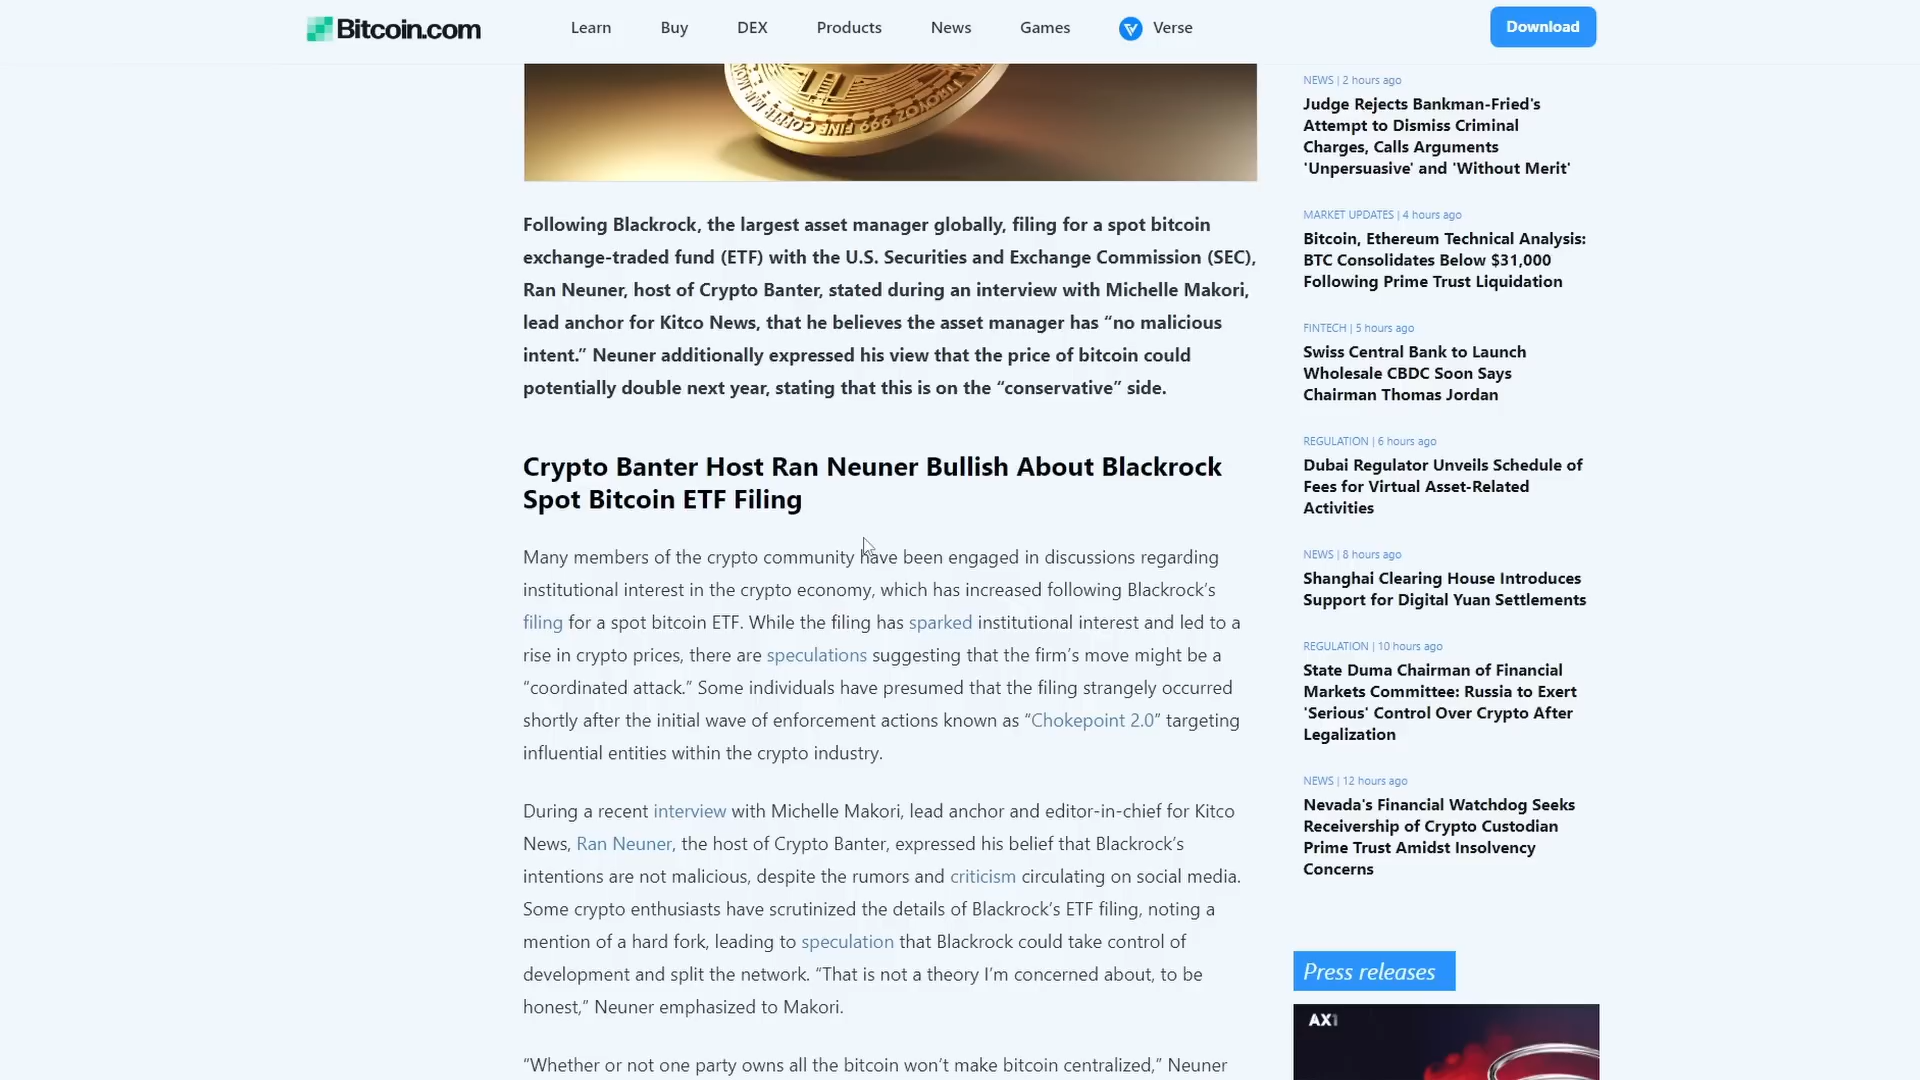 Bitcoin.com
Learn
Buy
DEX
Products
News
Games
Verse
Download
999 FINE COPPER
Following Blackrock, the largest asset manager globally, filing for a spot bitcoin
exchange-traded fund (ETF) with the U.S. Securities and Exchange Commission (SEC),
Ran Neuner, host of Crypto Banter, stated during an interview with Michelle Makori,
lead anchor for Kitco News, that he believes the asset manager has “no malicious
intent.” Neuner additionally expressed his view that the price of bitcoin could
potentially double next year, stating that this is on the “conservative” side.
Crypto Banter Host Ran Neuner Bullish About Blackrock
Spot Bitcoin ETF Filing
Many members of the crypto community have been engaged in discussions regarding
institutional interest in the crypto economy, which has increased following Blackrock’s
filing for a spot bitcoin ETF. While the filing has sparked institutional interest and led to a
rise in crypto prices, there are speculations suggesting that the firm’s move might be a
“coordinated attack.” Some individuals have presumed that the filing strangely occurred
shortly after the initial wave of enforcement actions known as “Chokepoint 2.0” targeting
influential entities within the crypto industry.
During a recent interview with Michelle Makori, lead anchor and editor-in-chief for Kitco
News, Ran Neuner, the host of Crypto Banter, expressed his belief that Blackrock’s
intentions are not malicious, despite the rumors and criticism circulating on social media.
Some crypto enthusiasts have scrutinized the details of Blackrock’s ETF filing, noting a
mention of a hard fork, leading to speculation that Blackrock could take control of
development and split the network. “That is not a theory I’m concerned about, to be
honest,” Neuner emphasized to Makori.
“Whether or not one party owns all the bitcoin won’t make bitcoin centralized,” Neuner
NEWS | 2 hours ago
Judge Rejects Bankman-Fried's
Attempt to Dismiss Criminal
Charges, Calls Arguments
'Unpersuasive' and 'Without Merit'
MARKET UPDATES | 4 hours ago
Bitcoin, Ethereum Technical Analysis:
BTC Consolidates Below $31,000
Following Prime Trust Liquidation
FINTECH | 5 hours ago
Swiss Central Bank to Launch
Wholesale CBDC Soon Says
Chairman Thomas Jordan
REGULATION | 6 hours ago
Dubai Regulator Unveils Schedule of
Fees for Virtual Asset-Related
Activities
NEWS | 8 hours ago
Shanghai Clearing House Introduces
Support for Digital Yuan Settlements
REGULATION | 10 hours ago
State Duma Chairman of Financial
Markets Committee: Russia to Exert
'Serious' Control Over Crypto After
Legalization
NEWS | 12 hours ago
Nevada's Financial Watchdog Seeks
Receivership of Crypto Custodian
Prime Trust Amidst Insolvency
Concerns
Press releases